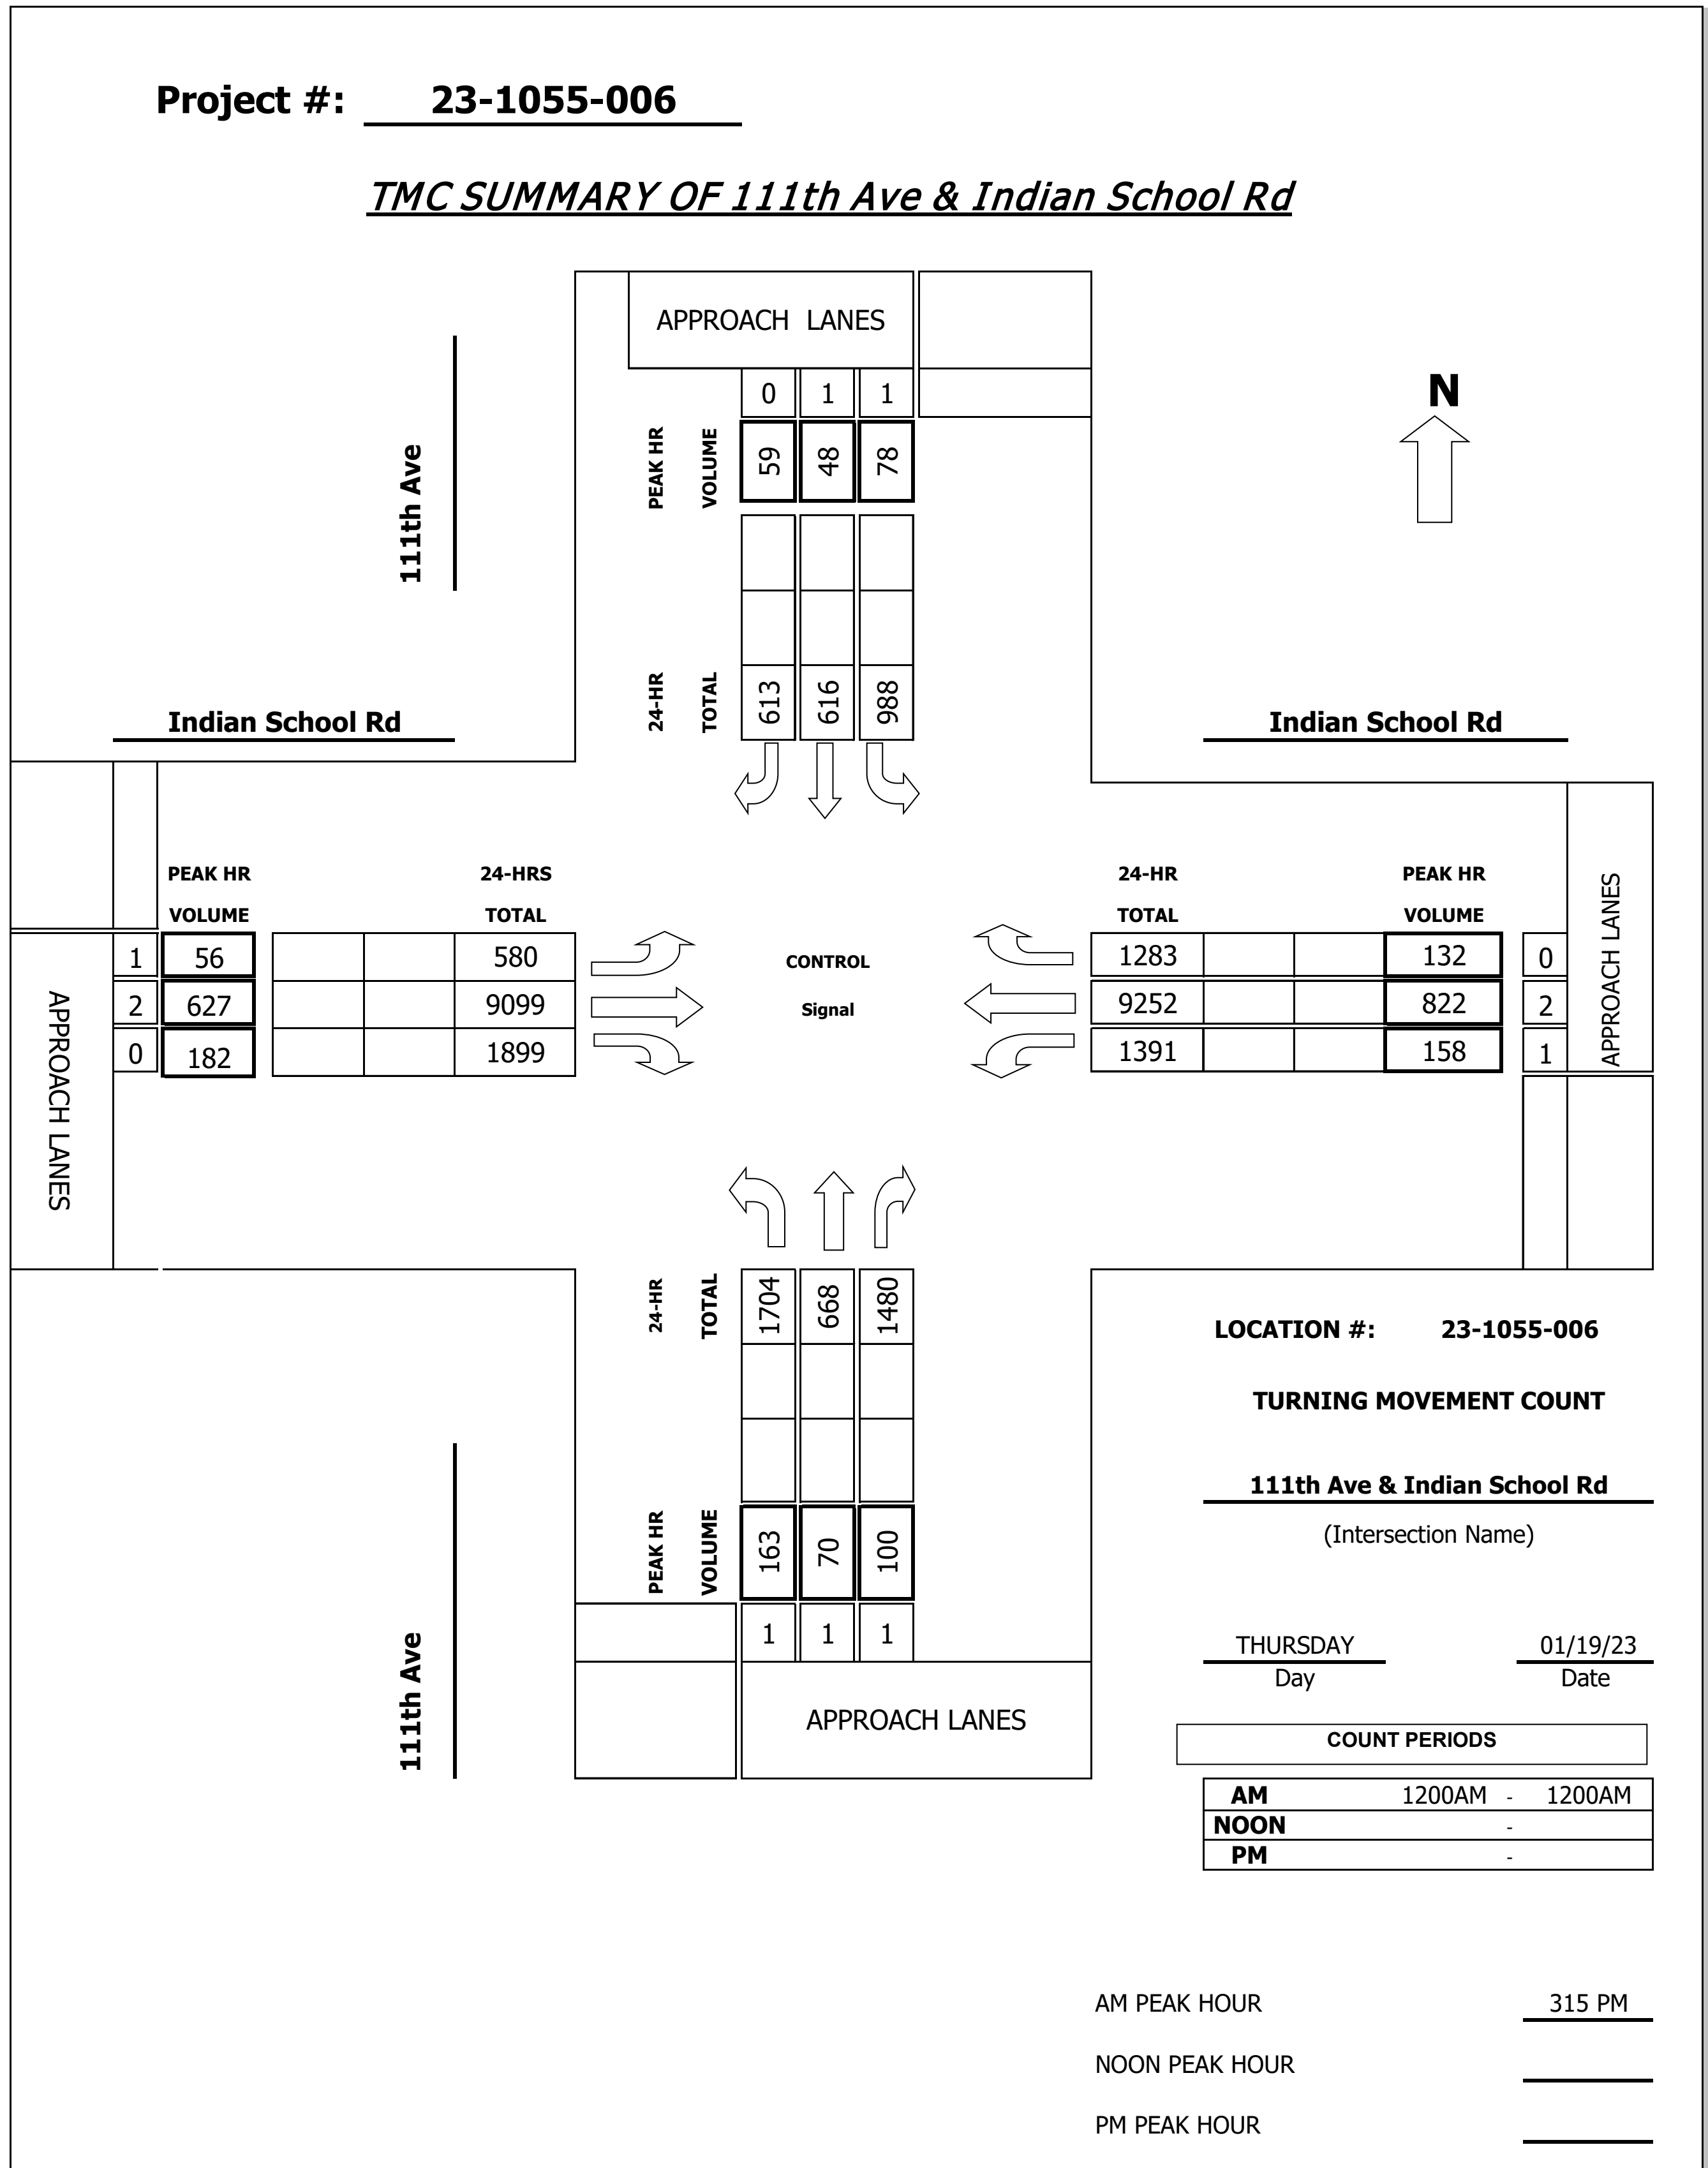 Project #: 23-1055-006
TMC SUMMARY OF 111th Ave & Indian School Rd
APPROACH LANES
0 1 1
N
111th Ave
PEAK HR
VOLUME
59 48 78
24-HR
TOTAL
613 616 988
Indian School Rd
Indian School Rd
PEAK HR
VOLUME
24-HRS
TOTAL
24-HR
TOTAL
PEAK HR
VOLUME
APPROACH LANES
1 56 580
2 627 9099
0 182 1899
CONTROL
Signal
1283 132 0
9252 822 2
1391 158 1
APPROACH LANES
24-HR
TOTAL
1704 668 1480
PEAK HR
VOLUME
163 70 100
1 1 1
APPROACH LANES
111th Ave
LOCATION #: 23-1055-006
TURNING MOVEMENT COUNT
111th Ave & Indian School Rd
(Intersection Name)
THURSDAY 01/19/23
Day Date
COUNT PERIODS
AM 1200AM - 1200AM
NOON -
PM -
AM PEAK HOUR 315 PM
NOON PEAK HOUR
PM PEAK HOUR